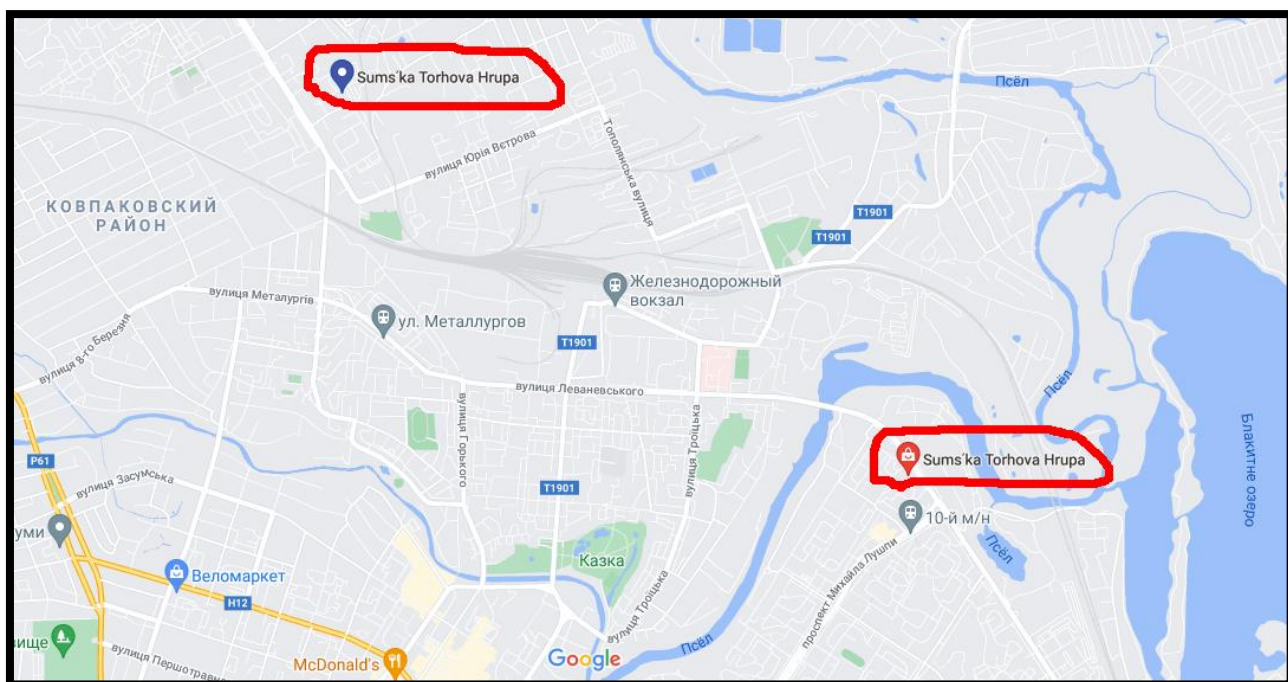 Sums'ka Torhova Hrupa
Псёл
вулиця Юрія Вєтрова
Тополянська вулиця
КОВПАКОВСКИЙ
РАЙОН
T1901
T1901
Железнодорожный
вокзал
вулиця Металургів
ул. Металлургов
T1901
вулиця 8-го Березня
вулиця Леваневського
Псёл
вулиця Горького
вулиця Троїцька
Блакитне озеро
P61
Sums'ka Torhova Hrupa
вулиця Засумська
T1901
10-й м/н
уми
Псёл
Казка
Веломаркет
проспект Михайла Лушпи
H12
вулиця Троїцька
Псёл
вище
вулиця Першотравне
McDonald's
Google